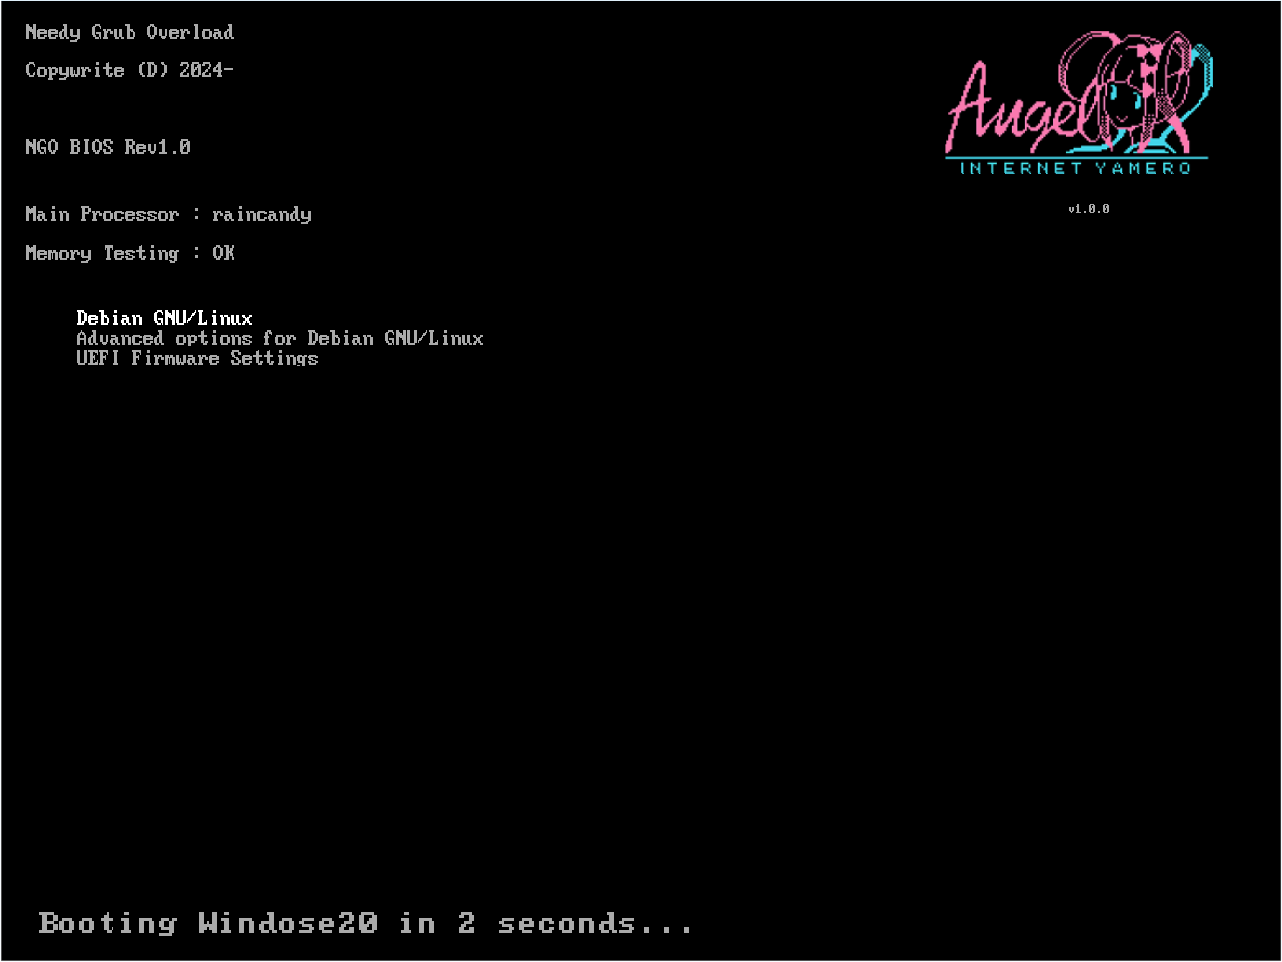 Needy Grub Overload
Copywrite (D) 2024-
NGO BIOS Rev1.0
Main Processor : raincandy
Memory Testing : OK
Angel
INTERNET YAMERO
v1.0.0
Debian GNU/Linux
Advanced options for Debian GNU/Linux
UEFI Firmware Settings
Booting Windose20 in 2 seconds...